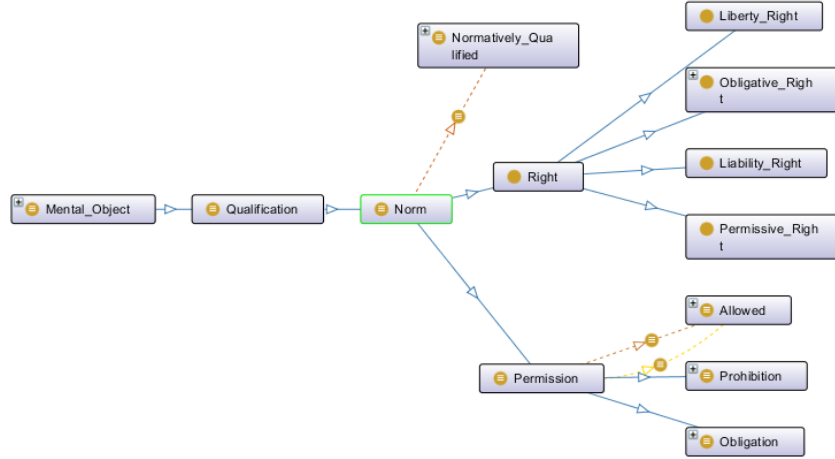 Liberty_Right
Normatively_Qua
lified
Obligative_Righ
t
Liability_Right
Right
Mental_Object
Qualification
Norm
Permissive_Righ
t
Allowed
Permission
Prohibition
Obligation